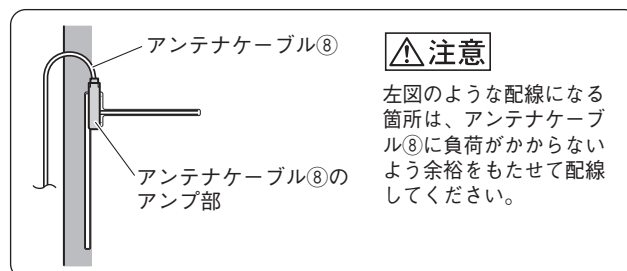 アンテナケーブル⑧
アンテナケーブル⑧の
アンプ部
注意
左図のような配線になる
箇所は、アンテナケーブ
ル⑧に負荷がかからない
よう余裕をもたせて配線
してください。